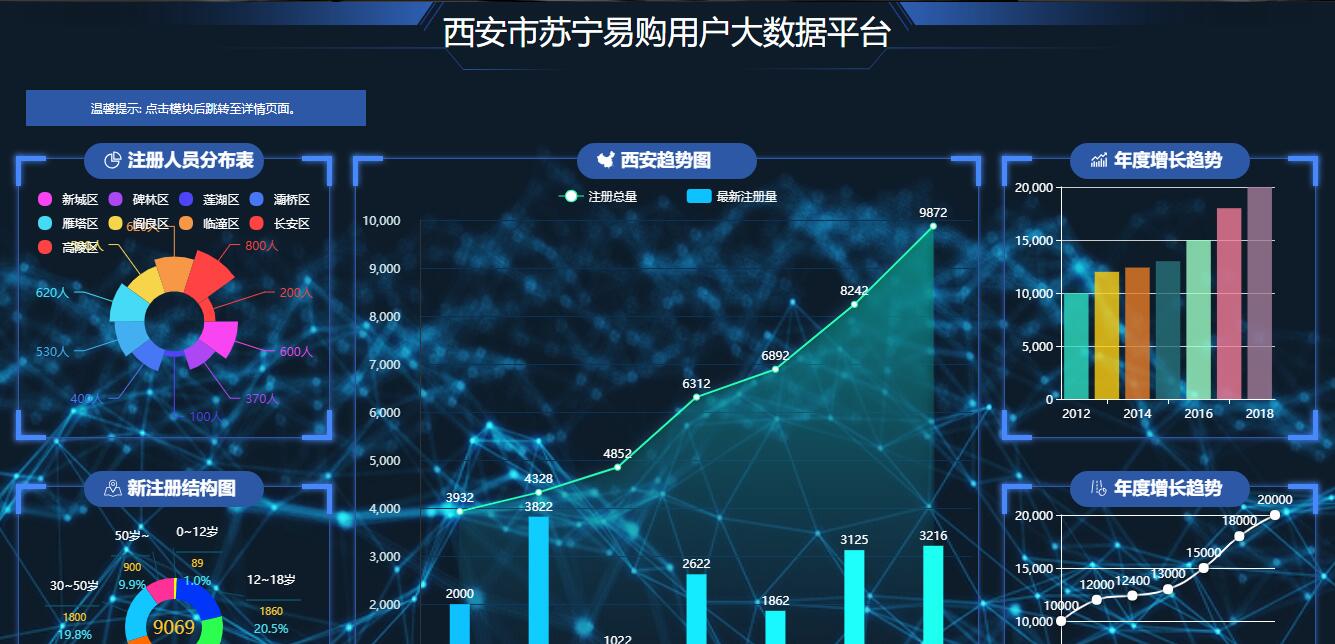 西安市苏宁易购用户大数据平台
温馨提示: 点击模块后跳转至详情页面。
注册人员分布表
新城区 碑林区 莲湖区 灞桥区
雁塔区 阎良区 临潼区 长安区
高陵区
800人
620人 200人
530人 600人
400人 370人
100人
西安趋势图
注册总量 最新注册量
10,000
9,000
8,000
7,000
6,000
5,000
4,000
3,000
2,000
3932 4328 4852 6312 6892 8242 9872
2000 3822 1022 2622 1862 3125 3216
年度增长趋势
20,000
15,000
10,000
5,000
0
2012 2014 2016 2018
新注册结构图
50岁~ 0~12岁
900 89
9.9% 1.0%
30~50岁 12~18岁
1800 1860
19.8% 20.5%
9069
年度增长趋势
20,000
15,000
10,000
10000 12000 12400 13000 15000 18000 20000